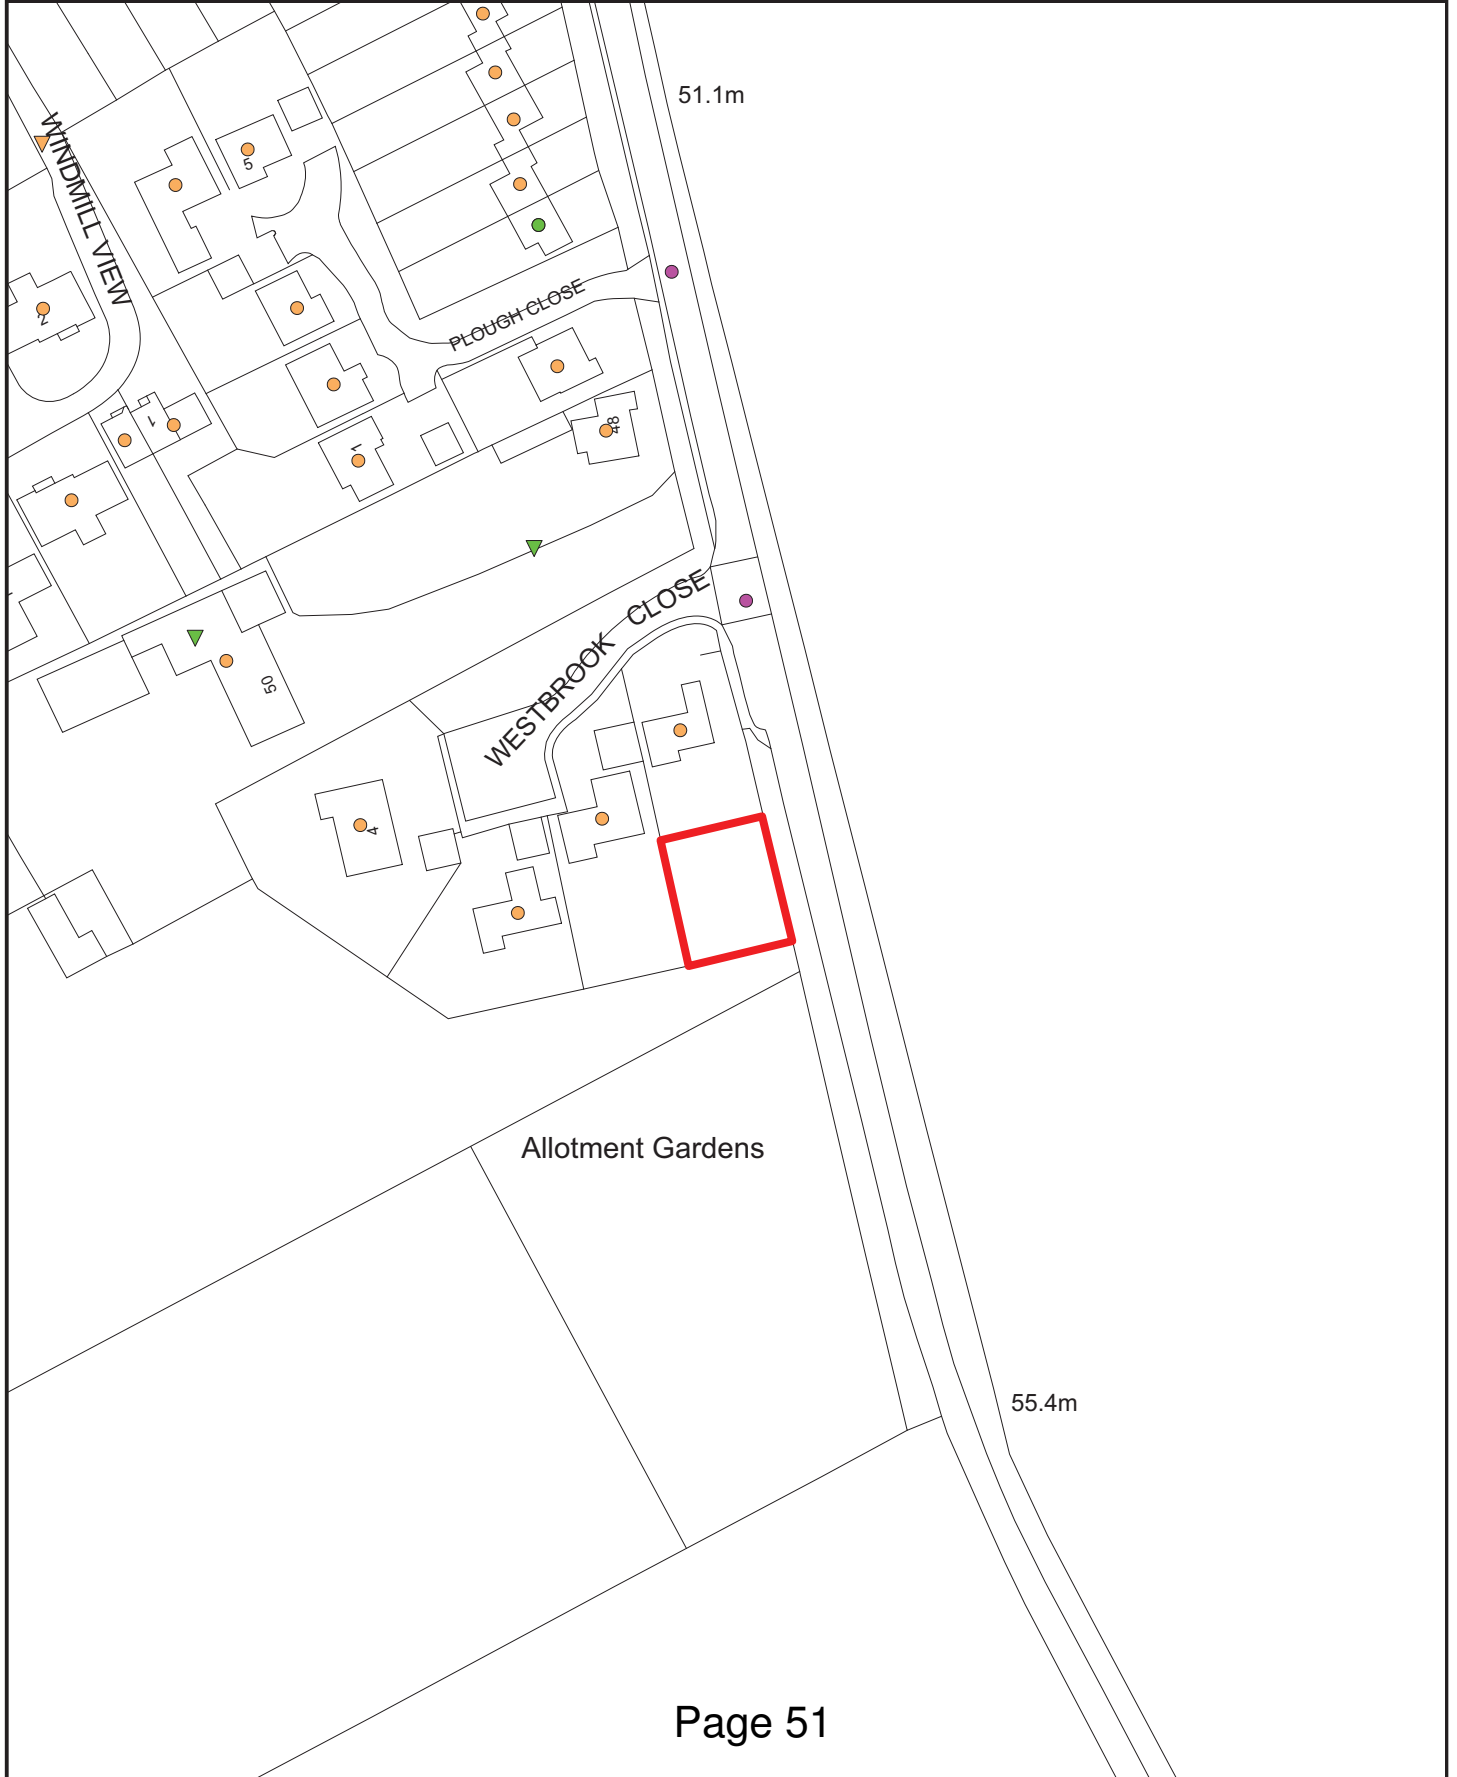 51.1m
WINDMILL VIEW
5
2
PLOUGH CLOSE
1
48
1
WESTBROOK CLOSE
50
4
Allotment Gardens
55.4m
Page 51